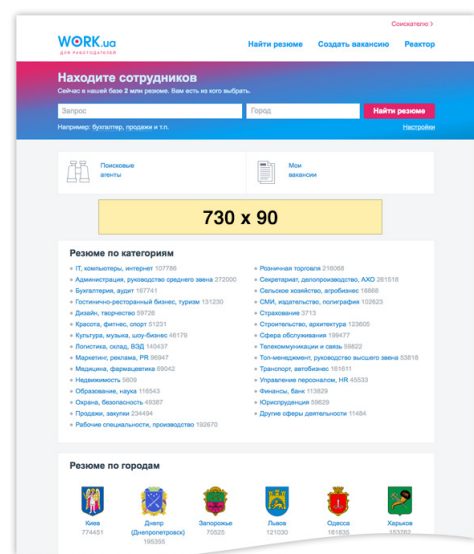 Соискателю >
WORK.ua
ДЛЯ РАБОТОДАТЕЛЕЙ
Найти резюме Создать вакансию Реактор
Находите сотрудников
Сейчас в нашей базе 2 млн резюме. Вам есть из кого выбрать.
Запрос Город Найти резюме
Например: бухгалтер, продажи и т.п. Настройки
Поисковые агенты
Мои вакансии
730 x 90
Резюме по категориям
IT, компьютеры, интернет 107786
Администрация, руководство среднего звена 272000
Бухгалтерия, аудит 167741
Гостинично-ресторанный бизнес, туризм 131230
Дизайн, творчество 59726
Красота, фитнес, спорт 51231
Культура, музыка, шоу-бизнес 46179
Логистика, склад, ВЭД 140437
Маркетинг, реклама, PR 96947
Медицина, фармацевтика 59042
Недвижимость 5609
Образование, наука 116543
Охрана, безопасность 49367
Продажи, закупки 234494
Рабочие специальности, производство 192670
Розничная торговля 216068
Секретариат, делопроизводство, АХО 261516
Сельское хозяйство, агробизнес 16866
СМИ, издательство, полиграфия 102623
Страхование 3713
Строительство, архитектура 123605
Сфера обслуживания 199477
Телекоммуникации и связь 59822
Топ-менеджмент, руководство высшего звена 53816
Транспорт, автобизнес 161611
Управление персоналом, HR 45533
Финансы, банк 113829
Юриспруденция 59629
Другие сферы деятельности 11484
Резюме по городам
Киев
774451
Днепр
(Днепропетровск)
195355
Запорожье
70525
Львов
121030
Одесса
161835
Харьков